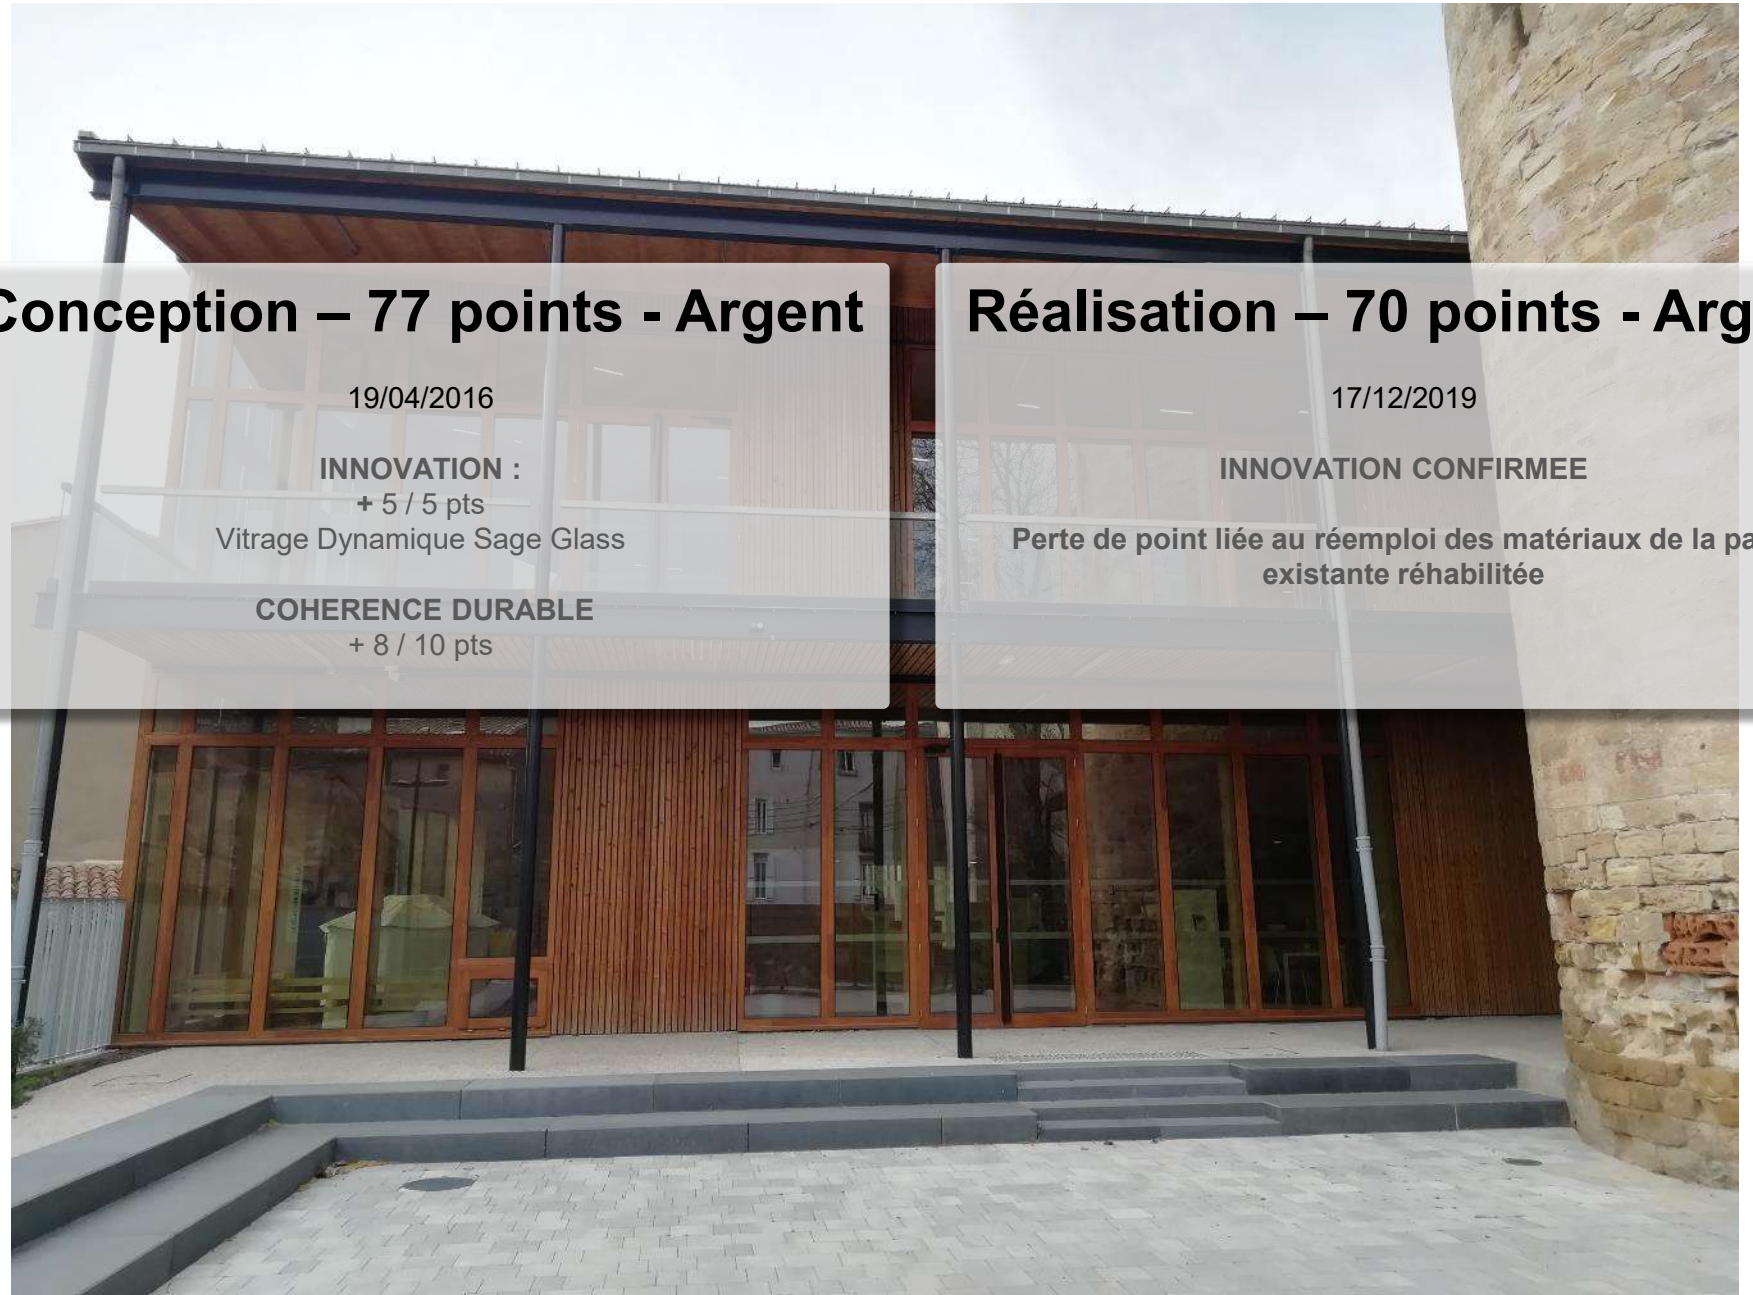 Conception – 77 points - Argent
19/04/2016
INNOVATION :
+ 5 / 5 pts
Vitrage Dynamique Sage Glass
COHERENCE DURABLE
+ 8 / 10 pts
Réalisation – 70 points - Arg
17/12/2019
INNOVATION CONFIRMEE
Perte de point liée au réemploi des matériaux de la pa
existante réhabilitée